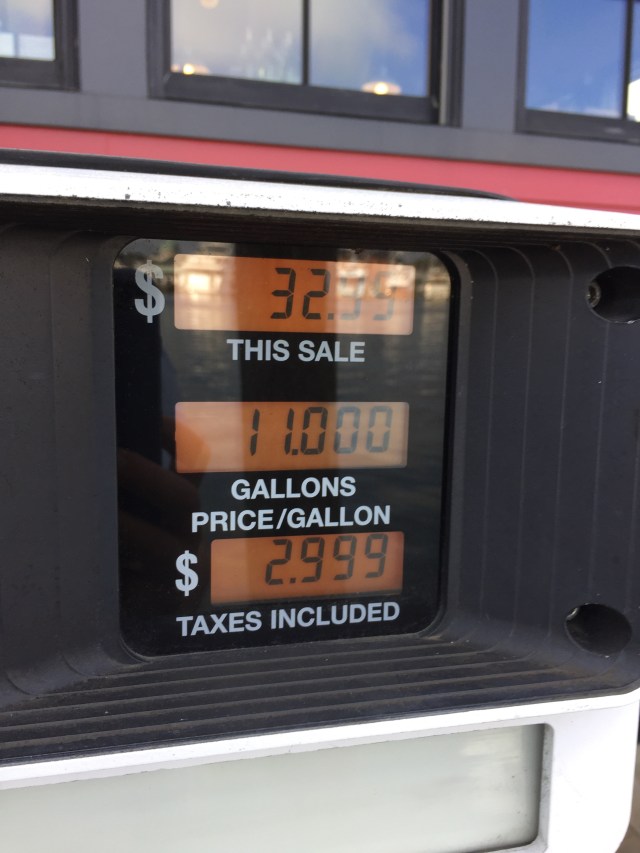 $ 32.99
THIS SALE
11.000
GALLONS
PRICE/GALLON
$ 2.999
TAXES INCLUDED